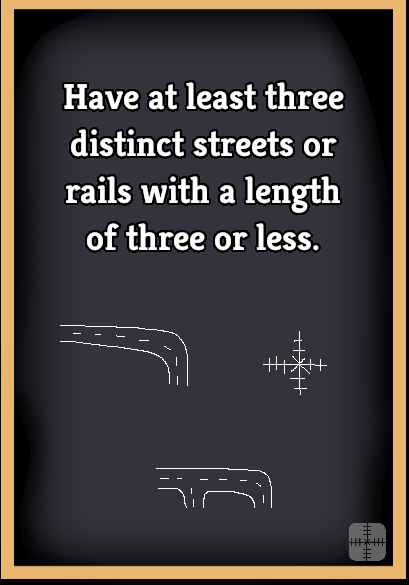 Have at least three
distinct streets or
rails with a length
of three or less.